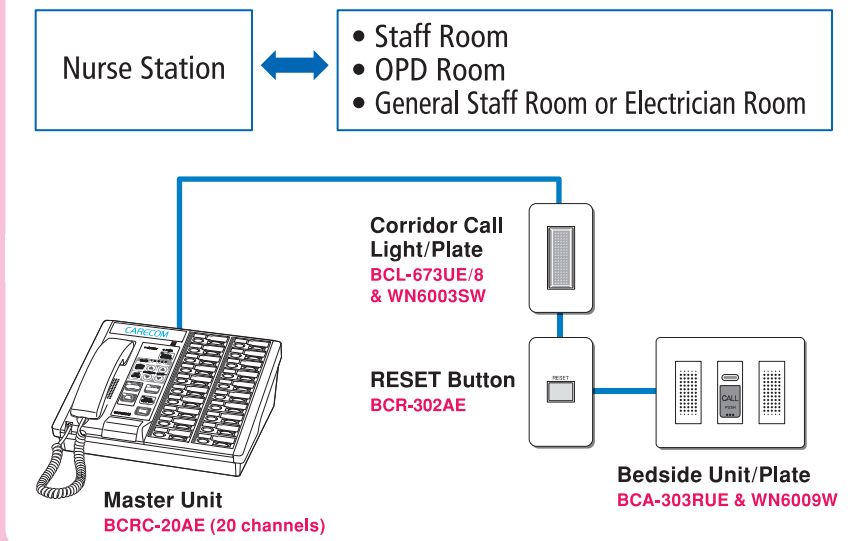 Nurse Station
• Staff Room
• OPD Room
• General Staff Room or Electrician Room
Corridor Call
Light/Plate
BCL-673UE/8
& WN6003SW
CARECOM
RESET Button
BCR-302AE
RESET
CALL
PUSH
Bedside Unit/Plate
BCA-303RUE & WN6009W
Master Unit
BCRC-20AE (20 channels)